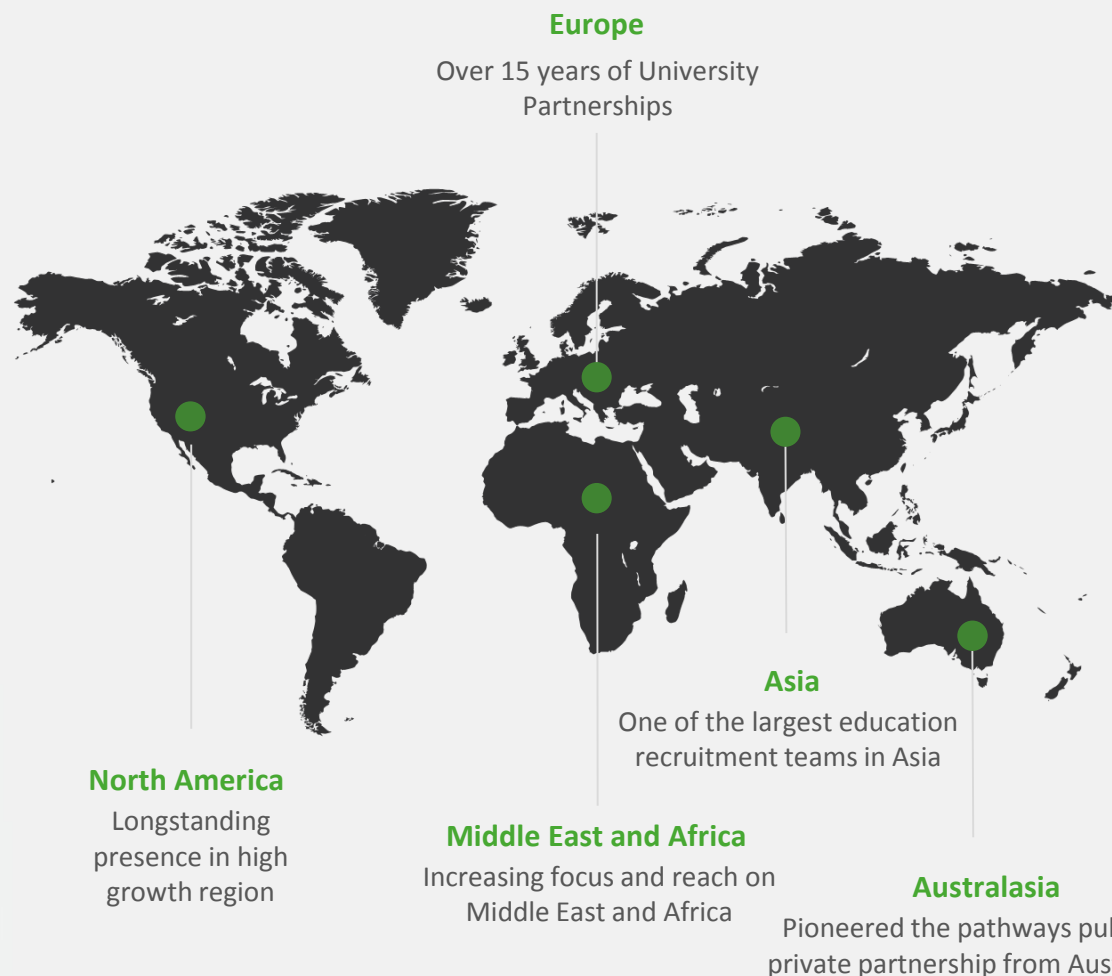 Europe
Over 15 years of University
Partnerships
Asia
One of the largest education
recruitment teams in Asia
North America
Longstanding
presence in high
growth region
Middle East and Africa
Increasing focus and reach on
Middle East and Africa
Australasia
Pioneered the pathways
private partnership from